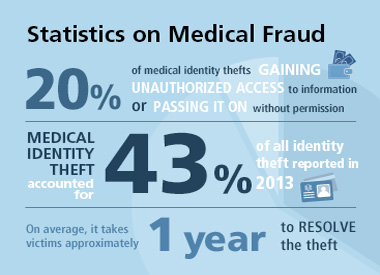 Statistics on Medical Fraud
20% of medical identity thefts GAINING
UNAUTHORIZED ACCESS to information
or PASSING IT ON without permission
MEDICAL
IDENTITY
THEFT
accounted
for
43%
of all identity
theft reported in
2013
On average, it takes
victims approximately
1 year
to RESOLVE
the theft